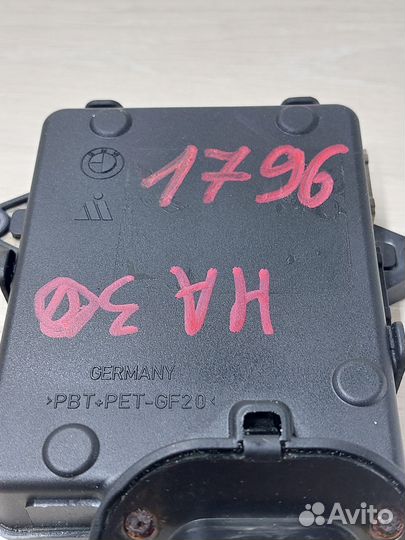 1796
НА 30
GERMANY
>PBT+PET-GF20<
Avito